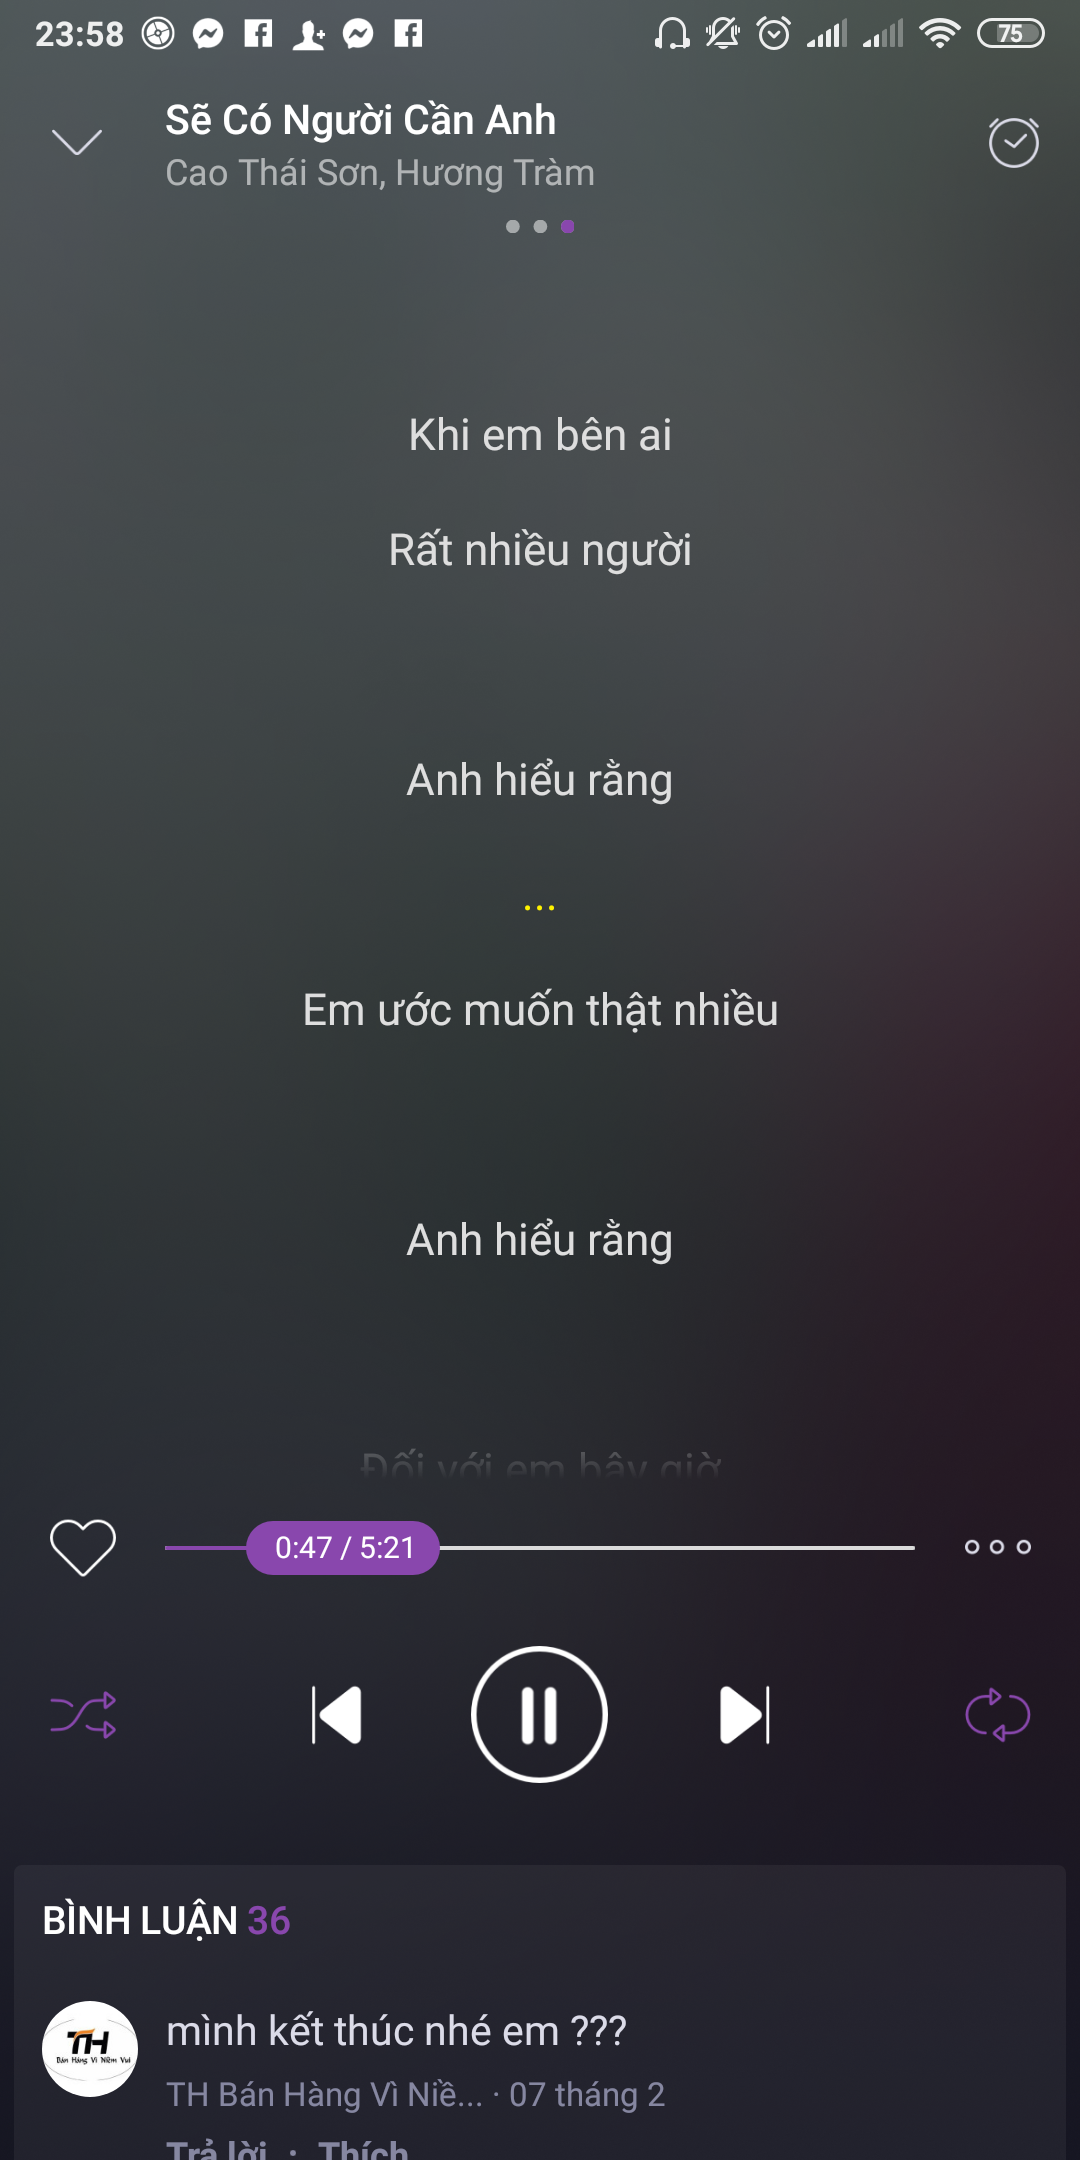 23:58
75
Sẽ Có Người Cần Anh
Cao Thái Sơn, Hương Tràm
Khi em bên ai
Rất nhiều người
Anh hiểu rằng
...
Em ước muốn thật nhiều
Anh hiểu rằng
Đối với em bây giờ
0:47 / 5:21
BÌNH LUẬN 36
TH
Bán Hàng Vì Niềm Vui
mình kết thúc nhé em ???
TH Bán Hàng Vì Niề... · 07 tháng 2
Trả lời · Thích